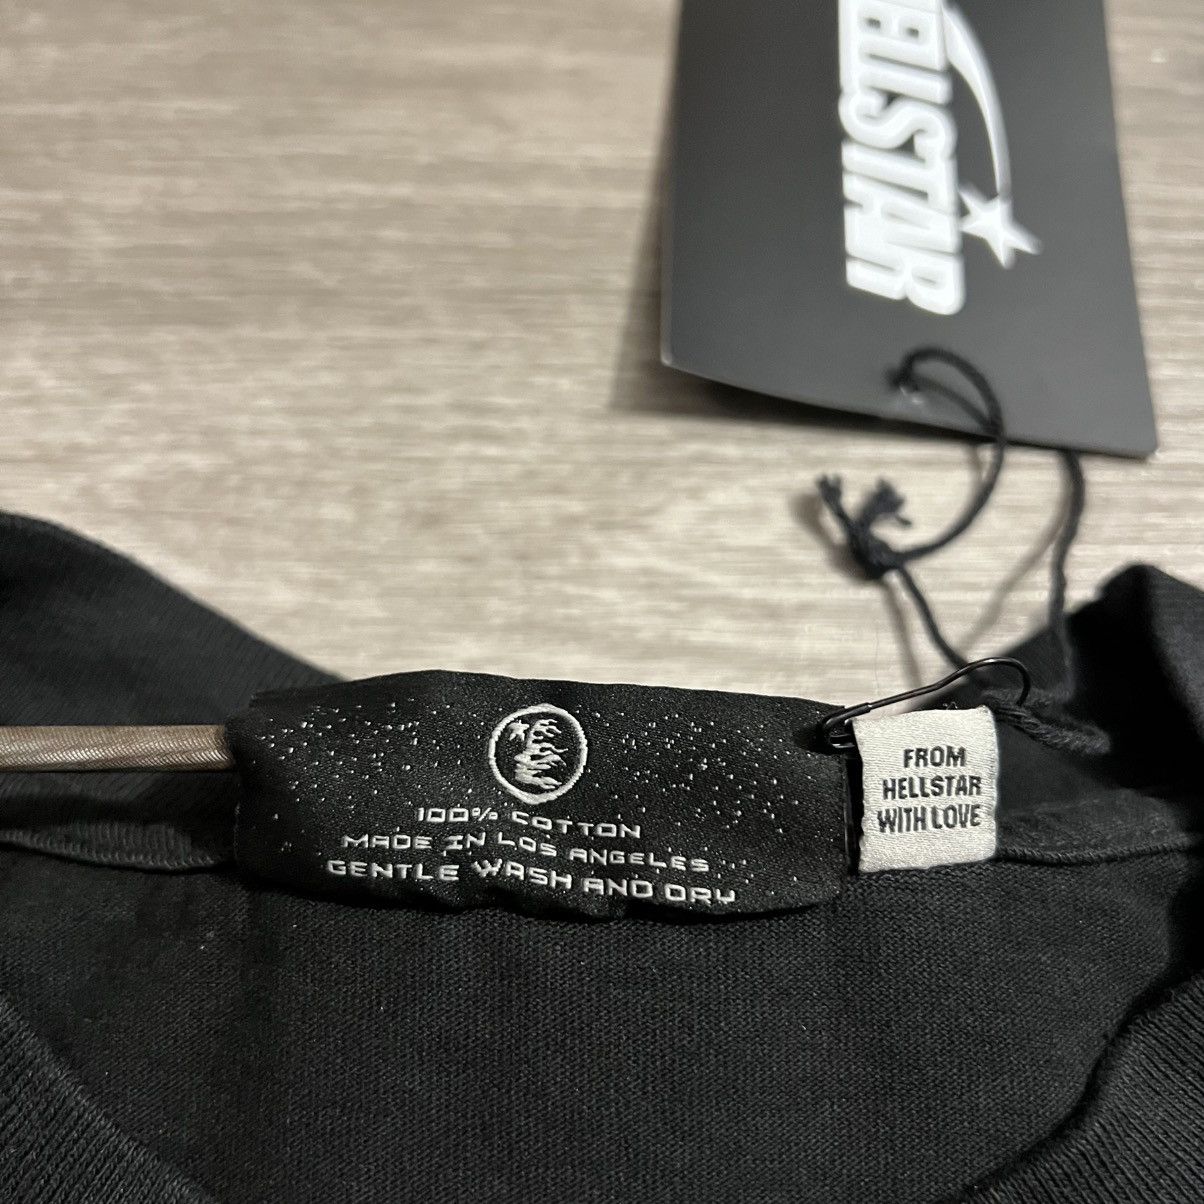 HELLSTAR
100% COTTON
MADE IN LOS ANGELES
GENTLE WASH AND DRY
FROM
HELLSTAR
WITH LOVE